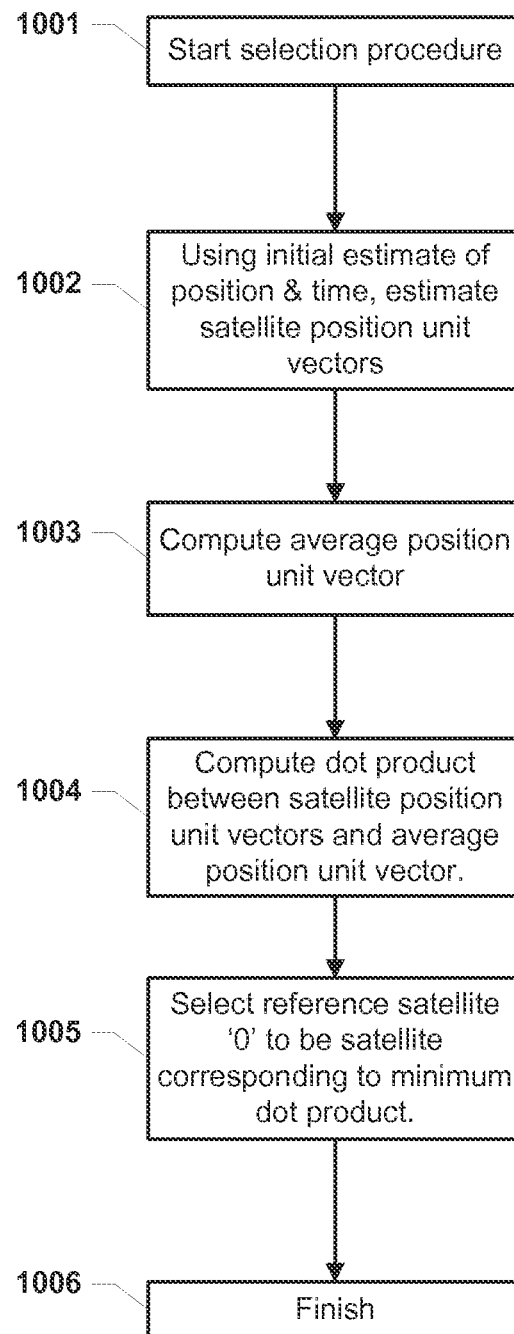 1001
Start selection procedure
1002
Using initial estimate of
position & time, estimate
satellite position unit
vectors
1003
Compute average position
unit vector
1004
Compute dot product
between satellite position
unit vectors and average
position unit vector.
1005
Select reference satellite
‘0’ to be satellite
corresponding to minimum
dot product.
1006
Finish